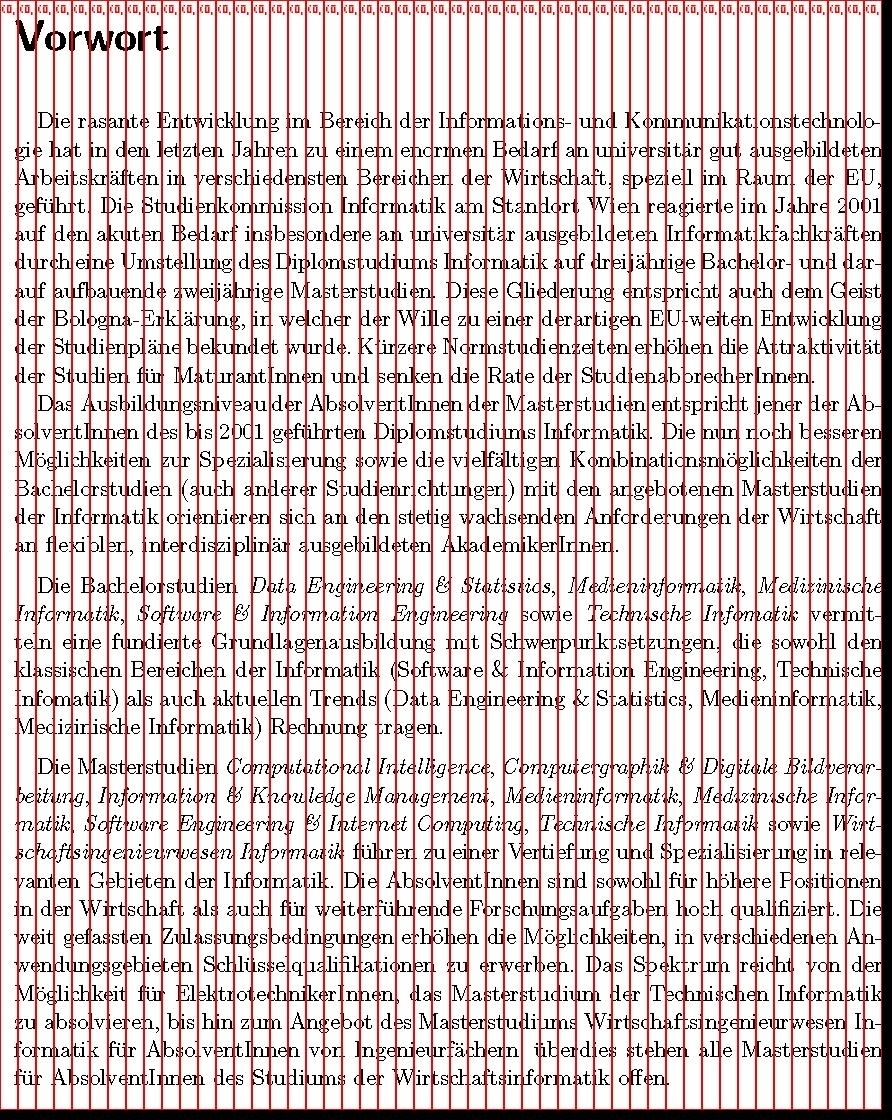 Vorwort
Die rasante Entwicklung im Bereich der Informations- und Kommunikationstechnolo-
gie hat in den letzten Jahren zu einem enormen Bedarf an universitär gut ausgebildeten
Arbeitskräften in verschiedensten Bereichen der Wirtschaft, speziell im Raum der EU,
geführt. Die Studienkommission Informatik am Standort Wien reagierte im Jahre 2001
auf den akuten Bedarf insbesondere an universitär ausgebildeten Informatikfachkräften
durch eine Umstellung des Diplomstudiums Informatik auf dreijährige Bachelor- und dar-
auf aufbauende zweijährige Masterstudien. Diese Gliederung entspricht auch dem Geist
der Bologna-Erklärung, in welcher der Wille zu einer derartigen EU-weiten Entwicklung
der Studienpläne bekundet wurde. Kürzere Normstudienzeiten erhöhen die Attraktivität
der Studien für MaturantInnen und senken die Rate der StudienabbrecherInnen.
Das Ausbildungsniveau der AbsolventInnen der Masterstudien entspricht jener der Ab-
solventInnen des bis 2001 geführten Diplomstudiums Informatik. Die nun noch besseren
Möglichkeiten zur Spezialisierung sowie die vielfältigen Kombinationsmöglichkeiten der
Bachelorstudien (auch anderer Studienrichtungen) mit den angebotenen Masterstudien
der Informatik orientieren sich an den stetig wachsenden Anforderungen der Wirtschaft
an flexiblen, interdisziplinär ausgebildeten AkademikerInnen.
Die Bachelorstudien Data Engineering & Statistics, Medieninformatik, Medizinische
Informatik, Software & Information Engineering sowie Technische Infomatik vermit-
teln eine fundierte Grundlagenausbildung mit Schwerpunktsetzungen, die sowohl den
klassischen Bereichen der Informatik (Software & Information Engineering, Technische
Infomatik) als auch aktuellen Trends (Data Engineering & Statistics, Medieninformatik,
Medizinische Informatik) Rechnung tragen.
Die Masterstudien Computational Intelligence, Computergraphik & Digitale Bildverar-
beitung, Information & Knowledge Management, Medieninformatik, Medizinische Infor-
matik, Software Engineering & Internet Computing, Technische Informatik sowie Wirt-
schaftsingenieurwesen Informatik führen zu einer Vertiefung und Spezialisierung in rele-
vanten Gebieten der Informatik. Die AbsolventInnen sind sowohl für höhere Positionen
in der Wirtschaft als auch für weiterführende Forschungsaufgaben hoch qualifiziert. Die
weit gefassten Zulassungsbedingungen erhöhen die Möglichkeiten, in verschiedenen An-
wendungsgebieten Schlüsselqualifikationen zu erwerben. Das Spektrum reicht von der
Möglichkeit für ElektrotechnikerInnen, das Masterstudium der Technischen Informatik
zu absolvieren, bis hin zum Angebot des Masterstudiums Wirtschaftsingenieurwesen In-
formatik für AbsolventInnen von Ingenieurfächern überdies stehen alle Masterstudien
für AbsolventInnen des Studiums der Wirtschaftsinformatik offen.